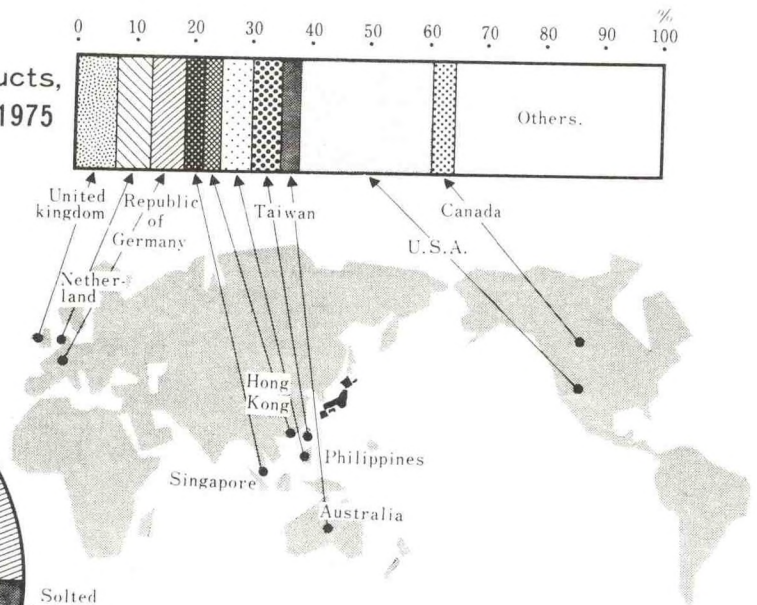 %
0 10 20 30 40 50 60 70 80 90 100
ucts,
1975
Others.
United
kingdom
Republic
of
Germany
Taiwan
Canada
U.S.A.
Nether-
land
Hong
Kong
Philippines
Singapore
Australia
Solted